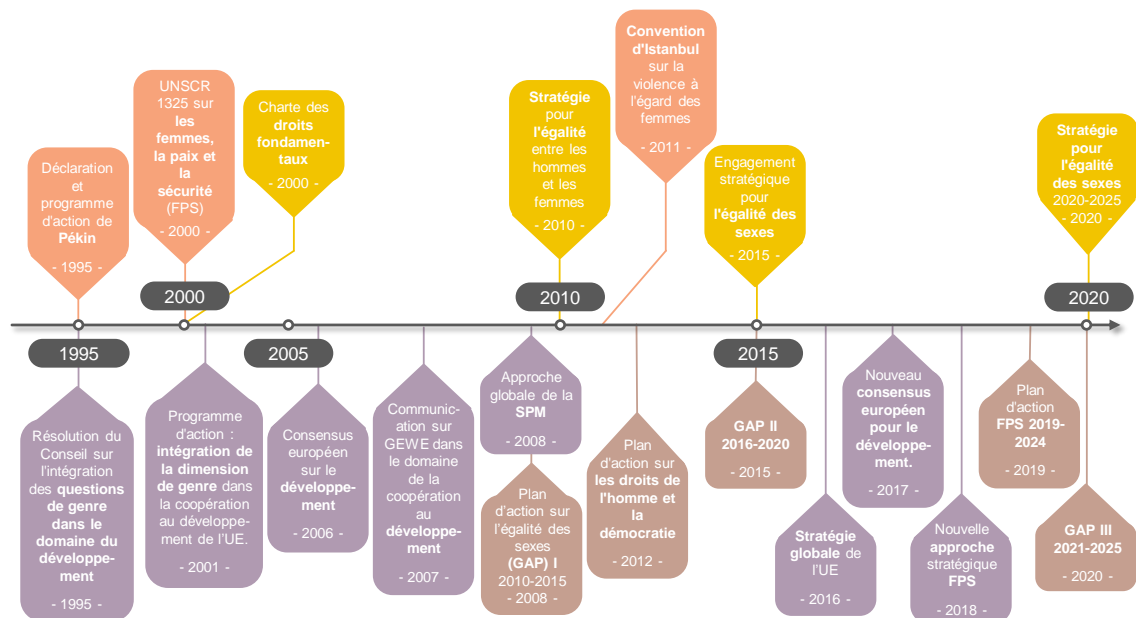 Déclaration
et
programme
d'action de
Pékin
- 1995 -
UNSCR
1325 sur
les
femmes,
la paix et
la
sécurité
(FPS)
- 2000 -
Charte des
droits
fondamen-
taux
- 2000 -
Stratégie
pour
l'égalité
entre les
hommes
et les
femmes
- 2010 -
Convention
d'Istanbul
sur la
violence à
l'égard des
femmes
- 2011 -
Engagement
stratégique
pour
l'égalité des
sexes
- 2015 -
Stratégie
pour
l'égalité
des sexes
2020-2025
- 2020 -
2000
2010
2020
1995
2005
2015
Résolution du
Conseil sur
l'intégration
des questions
de genre
dans le
domaine du
développe-
ment
- 1995 -
Programme
d'action :
intégration
de la
dimension
de genre dans
la coopération
au développe-
ment de l'UE.
- 2001 -
Consensus
européen
sur le
développe-
ment
- 2006 -
Communic-
ation sur
GEWE dans
le domaine
de la
coopération
au
développe-
ment
- 2007 -
Approche
globale de la
SPM
- 2008 -
Plan
d'action sur
l'égalité des
sexes
(GAP) I
2010-2015
- 2008 -
Plan
d'action sur
les droits de
l'homme et
la
démocratie
- 2012 -
GAP II
2016-2020
- 2015 -
Stratégie
globale de
l'UE
- 2016 -
Nouveau
consensus
européen
pour le
développe-
ment.
- 2017 -
Nouvelle
approche
stratégique
FPS
- 2018 -
Plan
d'action
FPS 2019-
2024
- 2019 -
GAP III
2021-2025
- 2020 -